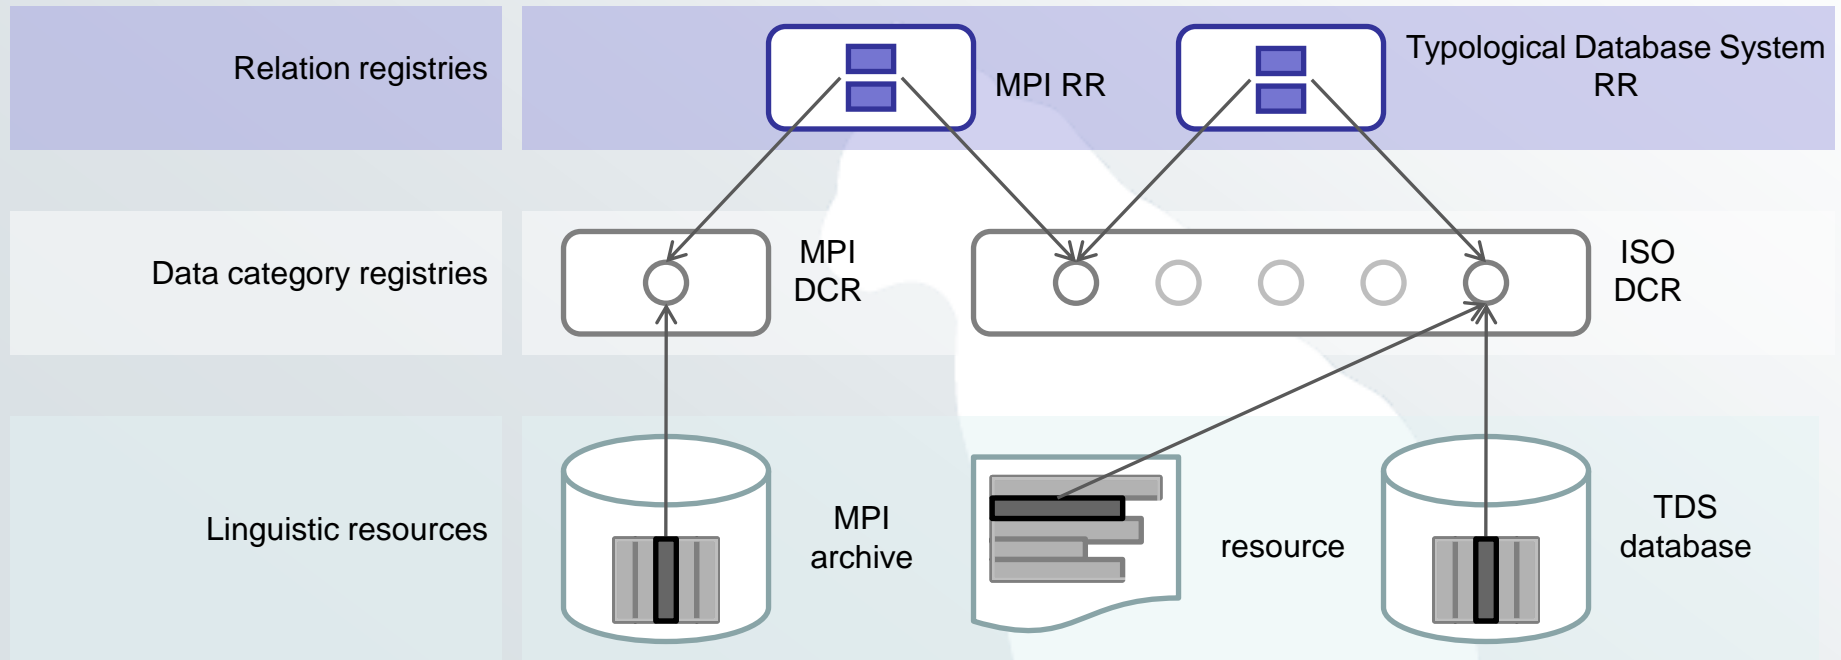 Relation registries
MPI RR
Typological Database System
RR
Data category registries
MPI
DCR
ISO
DCR
Linguistic resources
MPI
archive
resource
TDS
database